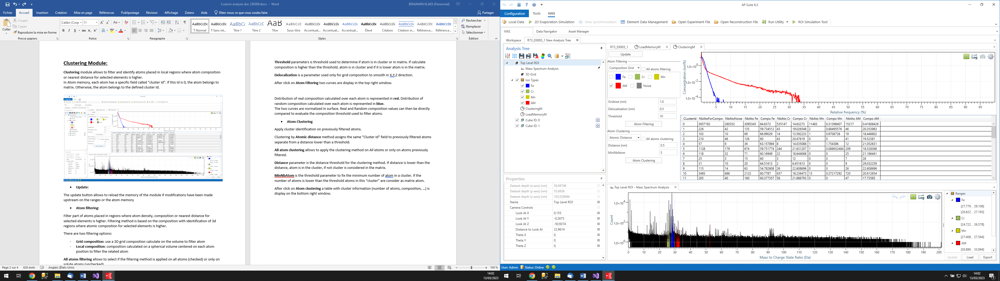 Custum analysis doc 230309.docx - Word
BENJAMIN KLAES (Personnel)
Fichier Accueil Insertion Création Mise en page Références Publipostage Révision Affichage Zotero Aide Dites-nous ce que vous voulez faire
Partager
Coller
Couper
Copier
Reproduire la mise en forme
Presse-papiers
Calibri (Corp 11
Police
Paragraphe
AaBbCcDc AaBbCcDc AaBbCc AaBbCcE AaB AaBbCcC AaBbCcDc AaBbCcDc AaBbCcDc AaBbCcDc AaBbCcDc AaBbCcDc AaBbCcDc AaBbCcDc
¶ Normal ¶ Sans int... Titre 1 Titre 2 Titre Sous-titre Accentuat... Accentuat... Accentuat... Élevé Citation Citation in... Référence... Référence...
Styles
Rechercher
Remplacer
Sélectionner
Édition
Clustering Module:
Clustering module allows to filter and identify atoms placed in local regions where atom composition
or nearest distance for selected elements is higher.
In Atom memory, each atom has a specific field called "cluster Id". If this Id is 0, the atom belongs to
matrix. Otherwise, the atom belongs to the defined cluster Id.
• Update:
The update button allows to reload the memory of the module if modifications have been made
upstream on the ranges or the atom memory
• Atom filtering:
Filter part of atoms placed in regions where atom density, composition or nearest distance for
selected elements is higher. Filtering method is based on the composition with identification of 3d
regions where atomic composition for selected elements is higher.
There are two filtering options:
- Grid composition: use a 3D grid composition calculate on the volume to filter atom
- Local composition: composition calculated on a spherical volume centered on each atom
position to filter the related atom
All atoms filtering allows to select if the filtering method is applied on all atoms (checked) or only on
solute atoms (unchecked)
Threshold parameters is threshold used to determine if atom is in cluster or in matrix. If calculate
composition is higher than the threshold, atom is in cluster and if it is lower atom is in the matrix.
Delocalization is a parameter used only for grid composition to smooth in X,Y,Z direction.
After click on Atom Filtering two curves are display in the top right window.
Distribution of real composition calculated over each atom is represented in red. Distribution of
random composition calculated over each atom is represented in blue.
The two curves are normalized in surface. Real and Random composition values can then be directly
compared to evaluate the composition threshold used to filter atoms.
• Atom Clustering
Apply cluster identification on previously filtered atoms.
Clustering by Atomic distance method assigns the same "Cluster Id" field to previously filtered atoms
separate from a distance lower than a threshold.
All atom clustering allows to apply the clustering method on All atoms or only on atoms previously
filtered.
Distance parameter is the distance threshold for the clustering method. If distance is lower than the
distance, atom is in the cluster, if not cluster is considered in the matrix.
MinNbAtom is the threshold parameter to fix the minimum number of atom in a cluster. If the
number of atoms is lower than the threshold atoms in this “cluster” are consider as matrix atom.
After click on Atom clustering a table with cluster information (number of atoms, composition, ...) is
display on the bottom right window.
Page 2 sur 4 828 mots Anglais (États-Unis)
100 %
14:02
13/03/2023
AP Suite 6.3
Configuration Tools IVAS
Local Data 2D Evaporation Simulation View Synchronization Element Data Management Open Experiment File Open Reconstruction File Run Utility ROI Simulation Tool
IVAS Data Navigator Asset Manager
Workspace R73_03003_1 New Analysis Tree
Analysis Tree
Top Level ROI
Mass Spectrum Analysis
3D Grid
Ion Types
Fe
Cr
Mn
AM
ClusteringM
LoadMemoryM
Cube ID: 0
Cube ID: 1
Properties
Dataset depth (x-axis) (nm) 56,94746
Dataset depth (y-axis) (nm) 55,6836
Dataset depth (z-axis) (nm) 102,028946
Name Top Level ROI
Camera Controls
Look At X 0,155
Look At Y -0,2675
Look At Z -50,9374
Distance to Look At 22,9614
Theta X 0,
Theta Y 0,
Theta Z 0,
R73_03003_1 LoadMemoryM ClusteringM
Update
Atom Filtering
Composition Grid All atoms filtering
Fe Cr Mn
AM Noise
Gridsize (nm) 1.0
Delocalization (nm) 0.5
Threshold 10
Atom Filtering
Atom Clustering
Atomic Distance All atoms clustering
Distance (nm) 0.5
MinNbAtom 5
Atom Clustering
Concentration (ion%)
1.0×10 0
1.0×10 -2
1.0×10 -4
Log
5 10 15 20 25 30 35 40 45 50 55 60 65 70 75 80 85 90 95
Relative frequency (%)
ClusterId NbAtoForCompo NbAtoNoise NbAto Fe Compo Fe NbAto Cr Compo Cr NbAto Mn Compo Mn NbAto AM Compo AM
0 3657192 280352 3095345 84.6372 535147 14.63273 11483 0.31398407 15217 0.41608426
1 226 42 135 59.734512 43 19.026548 2 0.88495576 46 20.353983
2 103 10 69 66.99029 14 13.592233 1 0.9708738 19 18.446602
3 210 46 126 60 43 20.47619 0 0 41 19.52381
4 57 6 36 63.157894 8 14.035088 1 1.754386 12 21.052631
5 1128 179 674 59.751774 244 21.631207 1 0.088652484 209 18.528368
6 118 32 71 60.16949 22 18.644068 0 0 25 21.186441
7 25 3 15 60 3 12 0 0 7 28
8 31 10 20 64.51613 2 6.451613 0 0 9 29.032259
9 115 14 63 54.782608 26 22.608696 0 0 26 22.608696
10 3493 686 2123 60.7787 637 18.236473 13 0.37217292 720 20.612654
11 265 40 160 60.377357 58 21.886793 0 0 47 17.73585
Top Level ROI - Mass Spectrum Analysis
Count
1.0×10 4
1.0×10 2
1.0×10 0
Log
0 10 20 30 40 50 60 70 80 90 100 110 120 130 140 150 160 170 180 190 200
Mass to Charge State Ratio (Da)
Ranges
Fe
[27.779 , 29.108]
[26.822 , 27.193]
Cr
[24.722 , 26.578]
Mn
[27.408 , 27.564]
AM
[30.886 , 33.064]
Update Load Export
User: Admin Status: Online
14:02
13/03/2023